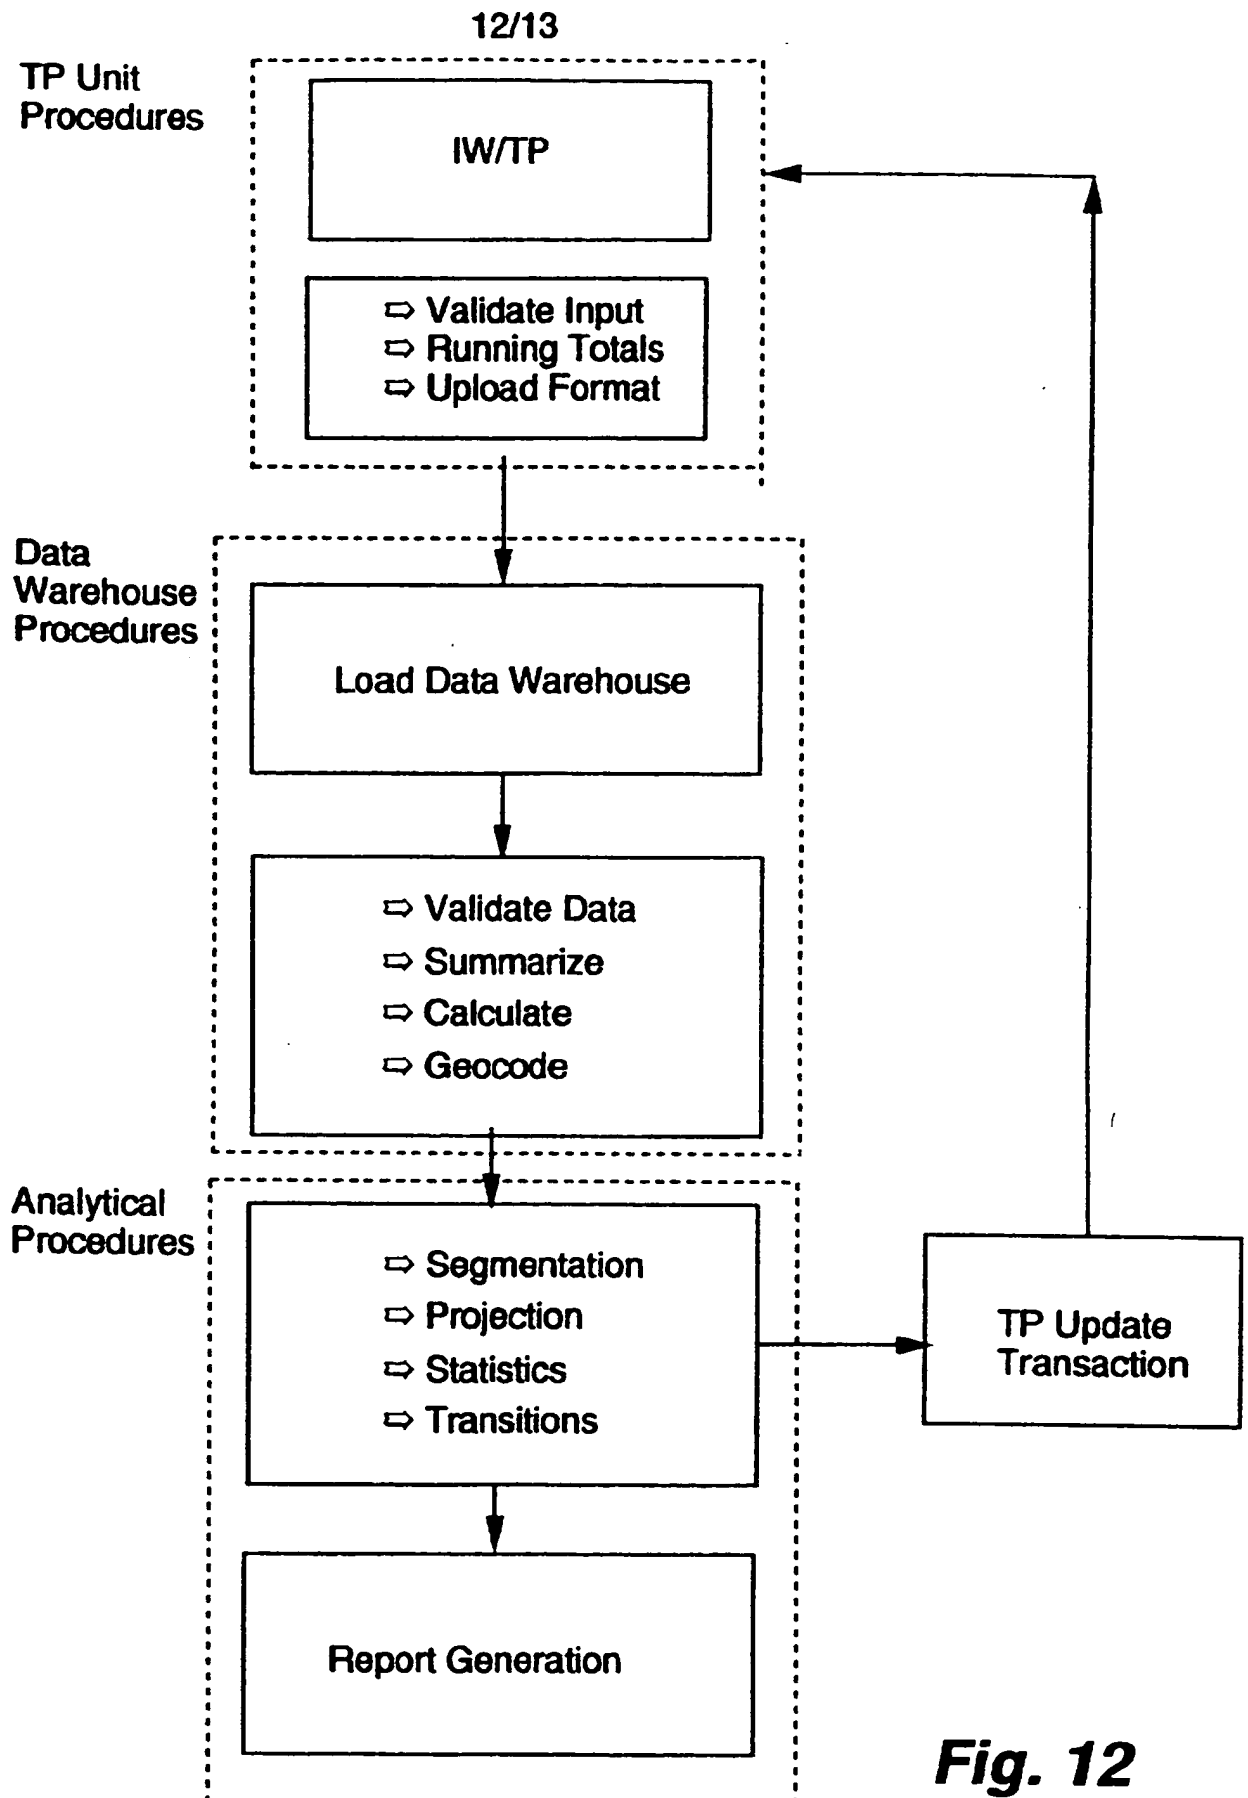 12/13
TP Unit
Procedures
IW/TP
⇨ Validate Input
⇨ Running Totals
⇨ Upload Format
Data
Warehouse
Procedures
Load Data Warehouse
⇨ Validate Data
⇨ Summarize
⇨ Calculate
⇨ Geocode
Analytical
Procedures
⇨ Segmentation
⇨ Projection
⇨ Statistics
⇨ Transitions
TP Update
Transaction
Report Generation
Fig. 12